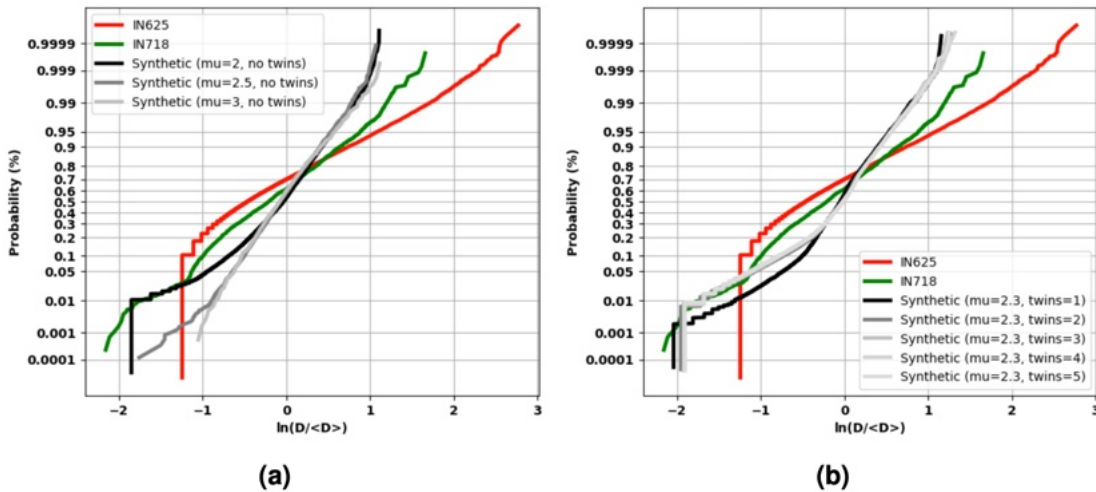 IN625
IN718
Synthetic (mu=2, no twins)
Synthetic (mu=2.5, no twins)
Synthetic (mu=3, no twins)
Probability (%)
0.9999
0.999
0.99
0.95
0.9
0.8
0.7
0.6
0.5
0.4
0.3
0.2
0.1
0.05
0.01
0.001
0.0001
−2 −1 0 1 2 3
ln(D/<D>)
(a)
Probability (%)
0.9999
0.999
0.99
0.95
0.9
0.8
0.7
0.6
0.5
0.4
0.3
0.2
0.1
0.05
0.01
0.001
0.0001
IN625
IN718
Synthetic (mu=2.3, twins=1)
Synthetic (mu=2.3, twins=2)
Synthetic (mu=2.3, twins=3)
Synthetic (mu=2.3, twins=4)
Synthetic (mu=2.3, twins=5)
−2 −1 0 1 2 3
ln(D/<D>)
(b)